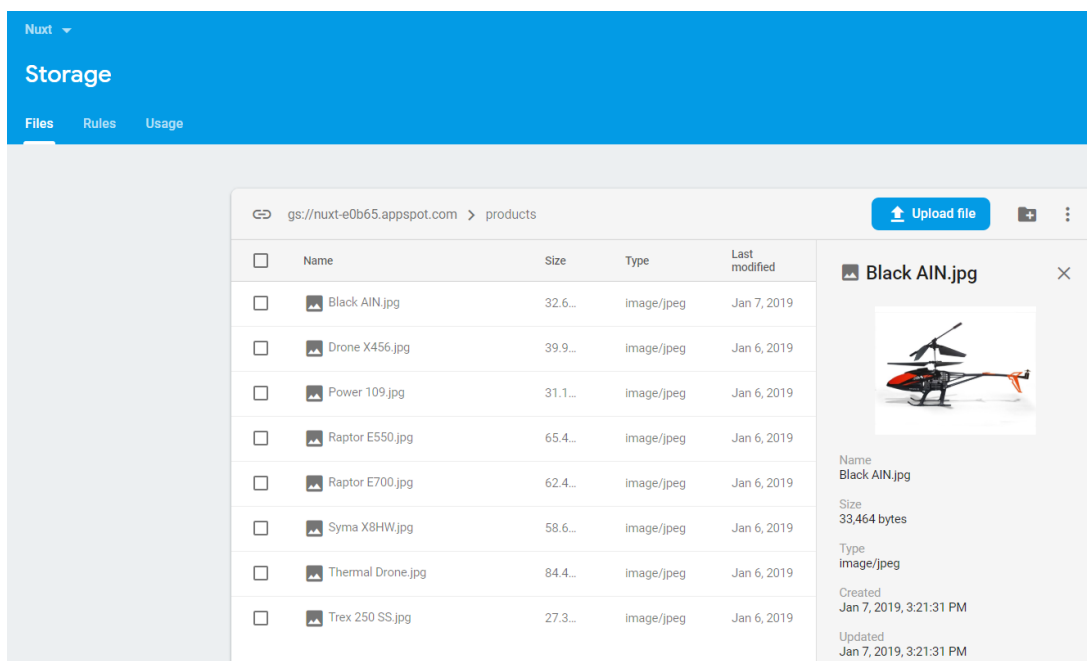 Nuxt
Storage
Files Rules Usage
gs://nuxt-e0b65.appspot.com > products
Upload file
Name Size Type Last modified
Black AIN.jpg 32.6... image/jpeg Jan 7, 2019
Drone X456.jpg 39.9... image/jpeg Jan 6, 2019
Power 109.jpg 31.1... image/jpeg Jan 6, 2019
Raptor E550.jpg 65.4... image/jpeg Jan 6, 2019
Raptor E700.jpg 62.4... image/jpeg Jan 6, 2019
Syma X8HW.jpg 58.6... image/jpeg Jan 6, 2019
Thermal Drone.jpg 84.4... image/jpeg Jan 6, 2019
Trex 250 SS.jpg 27.3... image/jpeg Jan 6, 2019
Black AIN.jpg
Name
Black AIN.jpg
Size
33,464 bytes
Type
image/jpeg
Created
Jan 7, 2019, 3:21:31 PM
Updated
Jan 7, 2019, 3:21:31 PM